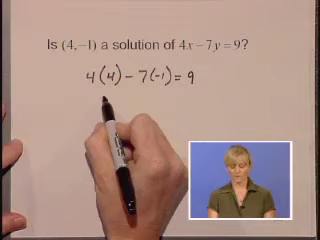 Is (4,−1) a solution of 4x−7y=9?
4(4)−7(-1)=9